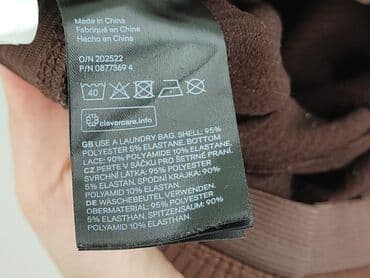 Made in China
Fabriqué en Chine
Hecho en China
O/N 202522
P/N 0877369 4
40
clevercare.info
GB USE A LAUNDRY BAG. SHELL: 95%
POLYESTER 5% ELASTANE. BOTTOM
LACE: 90% POLYAMIDE 10% ELASTANE.
CZ PERTE V SÁČKU PRO ŠETRNÉ PRANÍ.
SVRCHNÍ LÁTKA: 95% POLYESTER
5% ELASTAN. SPODNÍ KRAJKA: 90%
POLYAMID 10% ELASTAN.
DE WÄSCHEBEUTEL VERWENDEN.
OBERMATERIAL: 95% POLYESTER
5% ELASTHAN. SPITZENSAUM: 90%
POLYAMID 10% ELASTHAN.